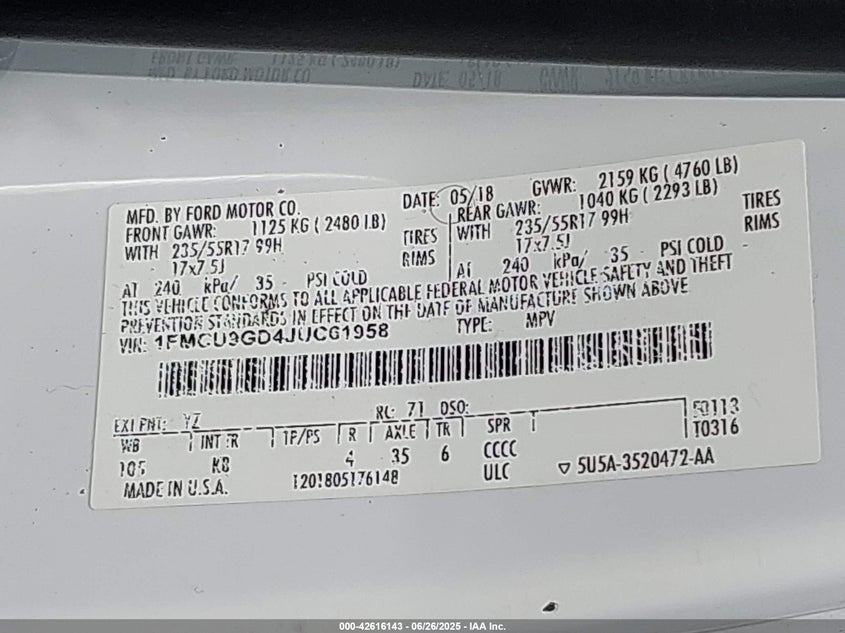 MFD. BY FORD MOTOR CO.
DATE: 05/18
GVWR: 2159 KG ( 4760 LB)
FRONT GAWR: 1125 KG ( 2480 LB)
REAR GAWR: 1040 KG ( 2293 LB)
WITH 235/55R17 99H TIRES
WITH 235/55R17 99H TIRES
17x7.5J RIMS
17x7.5J RIMS
AT 240 kPa/ 35 PSI COLD
AT 240 kPa/ 35 PSI COLD
THIS VEHICLE CONFORMS TO ALL APPLICABLE FEDERAL MOTOR VEHICLE SAFETY AND THEFT
PREVENTION STANDARDS IN EFFECT ON THE DATE OF MANUFACTURE SHOWN ABOVE
VIN: 1FMCU9GD4JUC61958
TYPE: MPV
EXT PNT: YZ RC: 71 DSO:
WB INT TR TP/PS R AXLE TR SPR
105 KB 4 35 6 CCCC
F0113
T0316
MADE IN U.S.A. 1201805176148 ULC
5U5A-3520472-AA
000-42616143 - 06/26/2025 - IAA Inc.